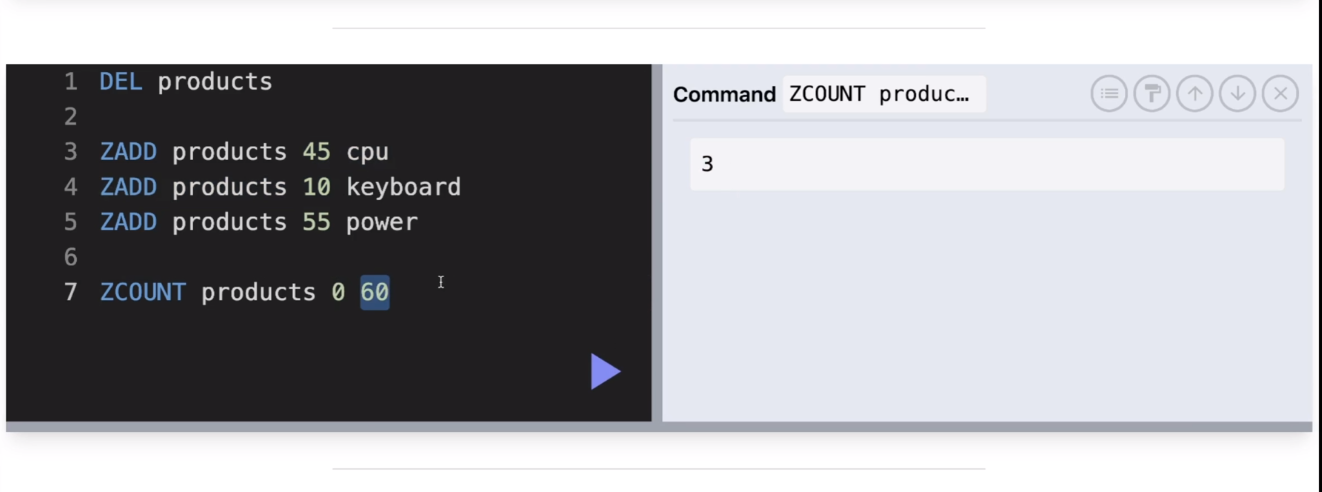 1 DEL products
2
3 ZADD products 45 cpu
4 ZADD products 10 keyboard
5 ZADD products 55 power
6
7 ZCOUNT products 0 60
Command ZCOUNT produc…
3